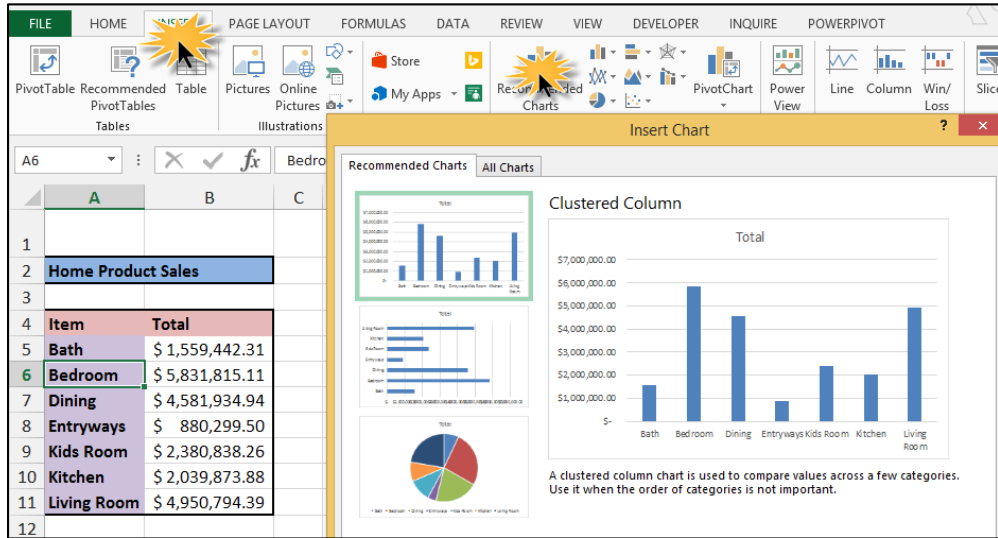 FILE HOME INSERT PAGE LAYOUT FORMULAS DATA REVIEW VIEW DEVELOPER INQUIRE POWERPIVOT
PivotTable Recommended PivotTables Table Pictures Online Pictures
Store
My Apps
Recommended Charts
PivotChart Power View Line Column Win/Loss
Tables Illustrations
Insert Chart ? ×
A6 fx Bedro
Recommended Charts All Charts
A B C
1
2 Home Product Sales
3
4 Item Total
5 Bath $ 1,559,442.31
6 Bedroom $ 5,831,815.11
7 Dining $ 4,581,934.94
8 Entryways $ 880,299.50
9 Kids Room $ 2,380,838.26
10 Kitchen $ 2,039,873.88
11 Living Room $ 4,950,794.39
12
Total
Total
Total
Clustered Column
Total
$7,000,000.00
$6,000,000.00
$5,000,000.00
$4,000,000.00
$3,000,000.00
$2,000,000.00
$1,000,000.00
$-
Bath Bedroom Dining Entryways Kids Room Kitchen Living Room
A clustered column chart is used to compare values across a few categories.
Use it when the order of categories is not important.